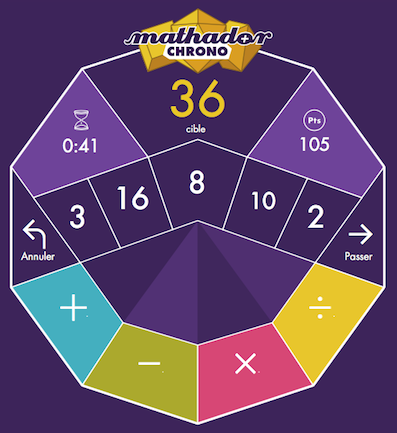 mathador
CHRONO
36
cible
0:41
Pts
105
3
16
8
10
2
Annuler
Passer
+
−
×
÷